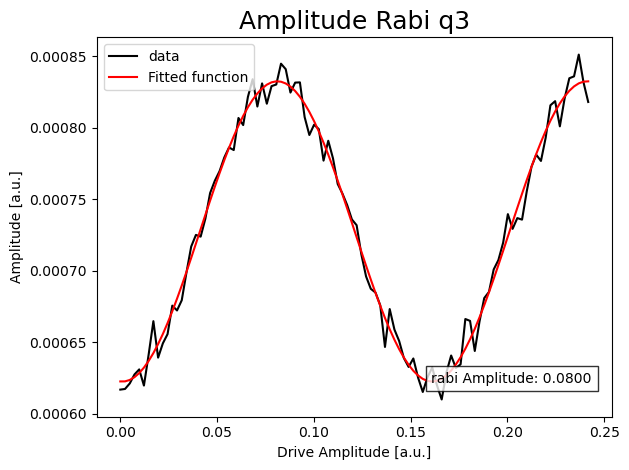 Amplitude Rabi q3
data
Fitted function
0.00085
0.00080
0.00075
0.00070
0.00065
0.00060
Amplitude [a.u.]
rabi Amplitude: 0.0800
0.00
0.05
0.10
0.15
0.20
0.25
Drive Amplitude [a.u.]